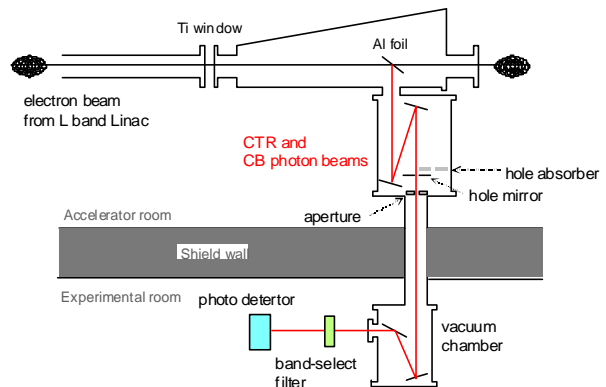 Ti window
Al foil
electron beam
from L band Linac
CTR and
CB photon beams
hole absorber
hole mirror
aperture
Accelerator room
Shield wall
Experimental room
photo detertor
vacuum
chamber
band-select
filter